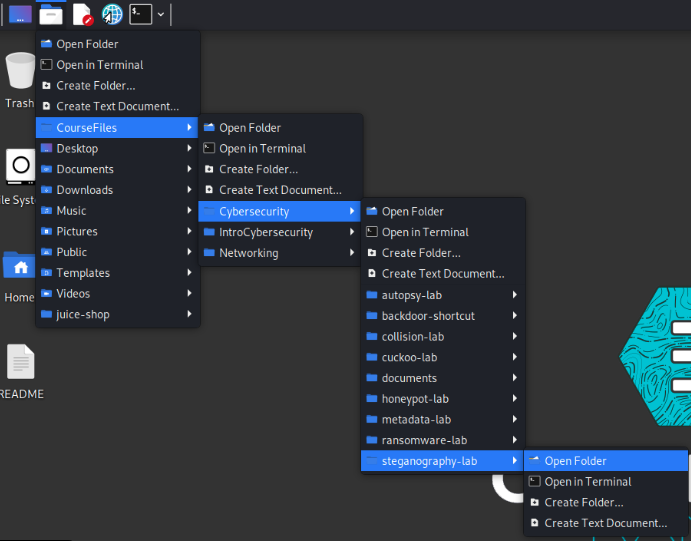 Open Folder
Open in Terminal
Create Folder...
Create Text Document...
CourseFiles
Desktop
Documents
Downloads
Music
Pictures
Public
Templates
Videos
juice-shop
Open Folder
Open in Terminal
Create Folder...
Create Text Document...
Cybersecurity
IntroCybersecurity
Networking
Open Folder
Open in Terminal
Create Folder...
Create Text Document...
autopsy-lab
backdoor-shortcut
collision-lab
cuckoo-lab
documents
honeypot-lab
metadata-lab
ransomware-lab
steganography-lab
Open Folder
Open in Terminal
Create Folder...
Create Text Document...
Trash
ile Syste
Home
README